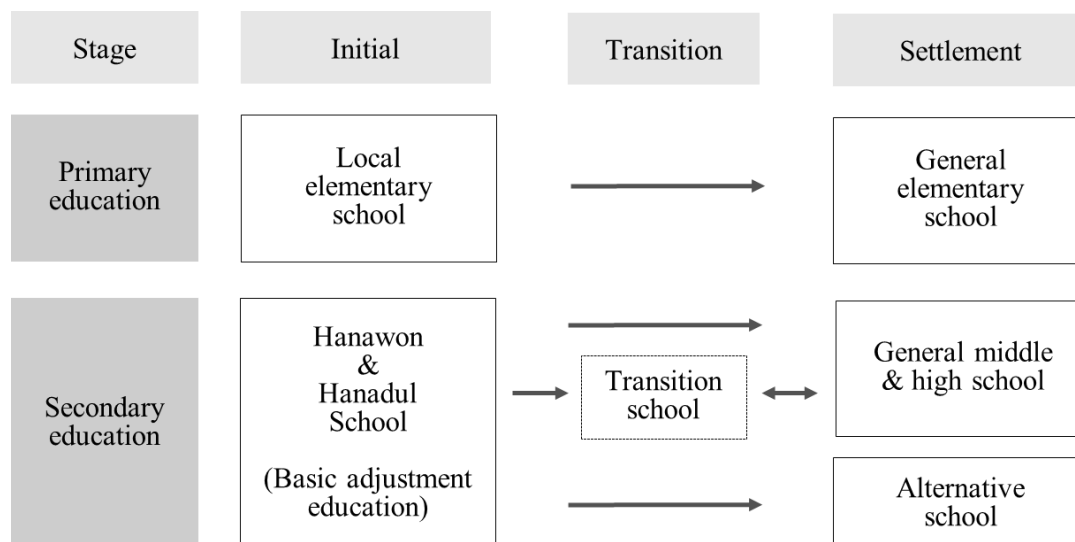 Stage
Initial
Transition
Settlement
Primary
education
Local
elementary
school
General
elementary
school
Secondary
education
Hanawon
&
Hanadul
School
(Basic adjustment
education)
Transition
school
General middle
& high school
Alternative
school